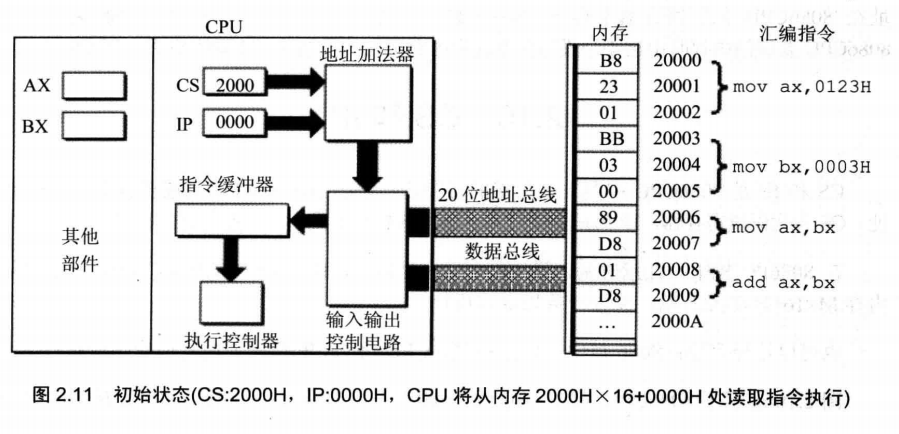 CPU
内存
汇编指令
地址加法器
AX
BX
CS 2000
IP 0000
B8 20000
23 20001
01 20002
mov ax,0123H
BB 20003
03 20004
00 20005
mov bx,0003H
89 20006
D8 20007
mov ax,bx
01 20008
D8 20009
add ax,bx
... 2000A
指令缓冲器
20 位地址总线
数据总线
其他
部件
执行控制器
输入输出
控制电路
图 2.11 初始状态(CS:2000H，IP:0000H，CPU 将从内存 2000H×16+0000H 处读取指令执行)